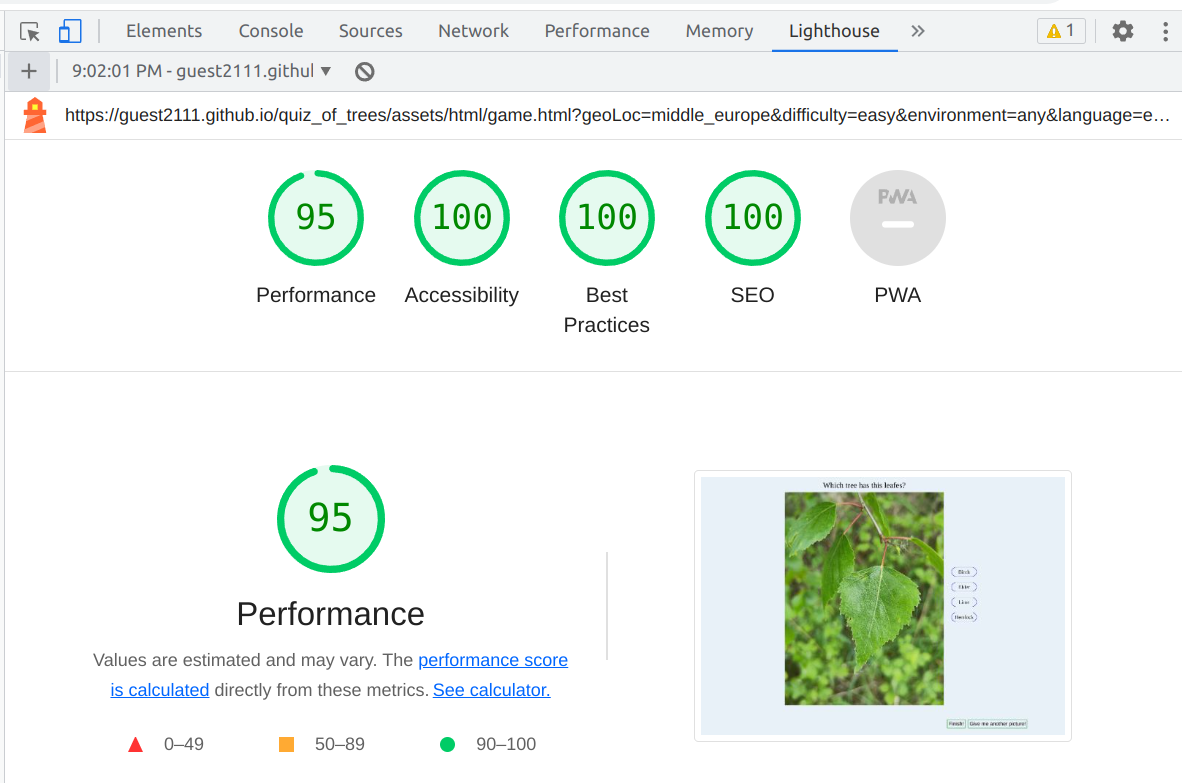 Elements Console Sources Network Performance Memory Lighthouse » 1
+ 9:02:01 PM - guest2111.githul ▼
https://guest2111.github.io/quiz_of_trees/assets/html/game.html?geoLoc=middle_europe&difficulty=easy&environment=any&language=e…
95 100 100 100 PWA
Performance Accessibility Best SEO PWA
Practices
95
Performance
Values are estimated and may vary. The performance score
is calculated directly from these metrics. See calculator.
0–49 50–89 90–100
Which tree has this leafes?
Birch
Elder
Lime
Hemlock
Finish! Give me another picture!